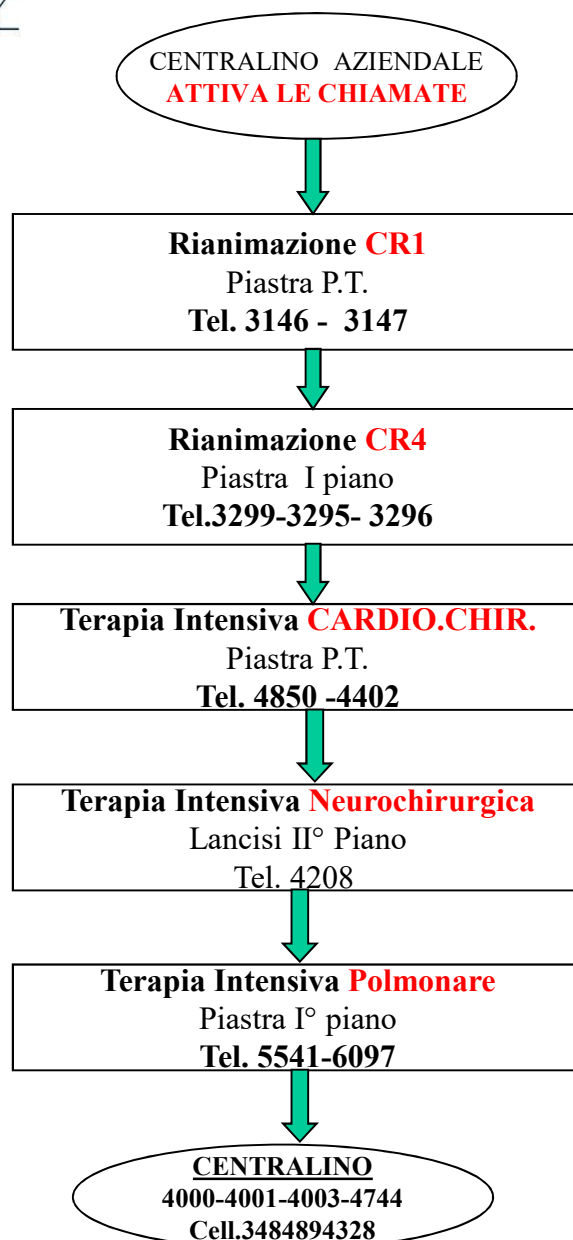 CENTRALINO AZIENDALE
ATTIVA LE CHIAMATE
Rianimazione CR1
Piastra P.T.
Tel. 3146 - 3147
Rianimazione CR4
Piastra I piano
Tel.3299-3295- 3296
Terapia Intensiva CARDIO.CHIR.
Piastra P.T.
Tel. 4850 -4402
Terapia Intensiva Neurochirurgica
Lancisi II° Piano
Tel. 4208
Terapia Intensiva Polmonare
Piastra I° piano
Tel. 5541-6097
CENTRALINO
4000-4001-4003-4744
Cell.3484894328